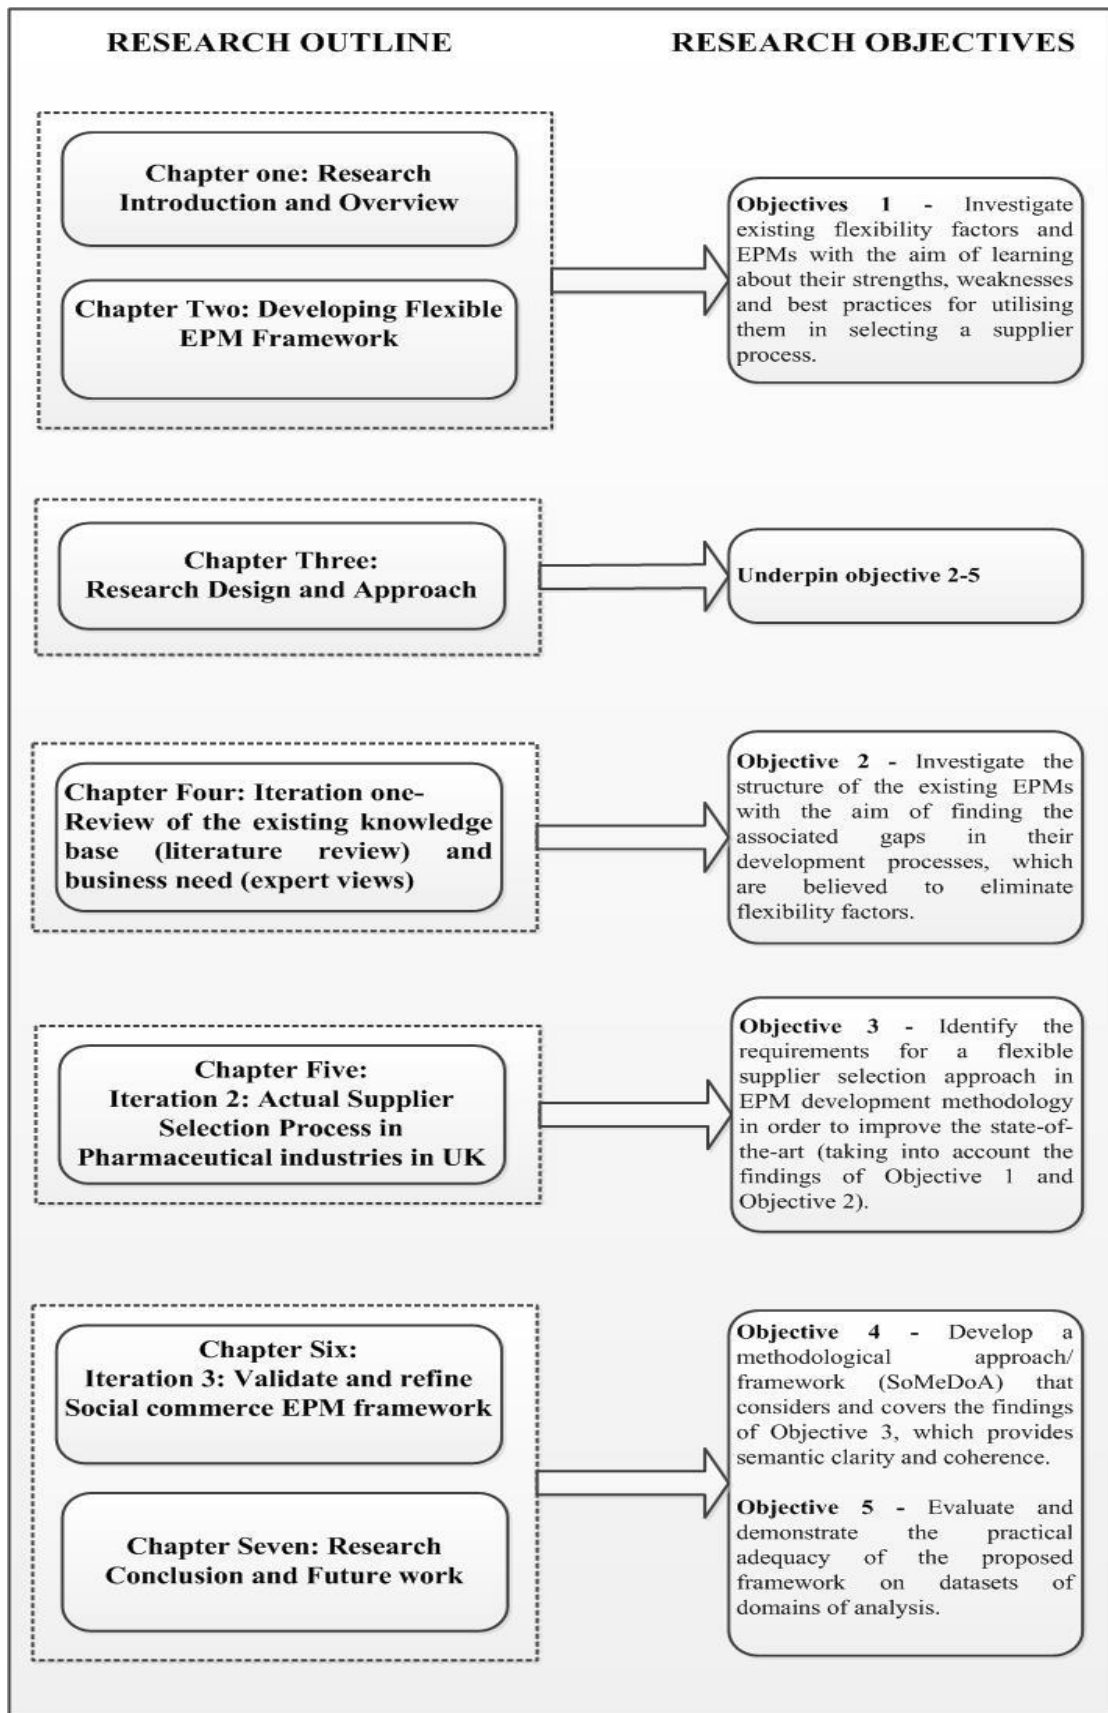 RESEARCH OUTLINE
RESEARCH OBJECTIVES
Chapter one: Research
Introduction and Overview
Chapter Two: Developing Flexible
EPM Framework
Objectives 1 - Investigate
existing flexibility factors and
EPMs with the aim of learning
about their strengths, weaknesses
and best practices for utilising
them in selecting a supplier
process.
Chapter Three:
Research Design and Approach
Underpin objective 2-5
Chapter Four: Iteration one-
Review of the existing knowledge
base (literature review) and
business need (expert views)
Objective 2 - Investigate the
structure of the existing EPMs
with the aim of finding the
associated gaps in their
development processes, which
are believed to eliminate
flexibility factors.
Chapter Five:
Iteration 2: Actual Supplier
Selection Process in
Pharmaceutical industries in UK
Objective 3 - Identify the
requirements for a flexible
supplier selection approach in
EPM development methodology
in order to improve the state-of-
the-art (taking into account the
findings of Objective 1 and
Objective 2).
Chapter Six:
Iteration 3: Validate and refine
Social commerce EPM framework
Chapter Seven: Research
Conclusion and Future work
Objective 4 - Develop a
methodological approach/
framework (SoMeDoA) that
considers and covers the findings
of Objective 3, which provides
semantic clarity and coherence.
Objective 5 - Evaluate and
demonstrate the practical
adequacy of the proposed
framework on datasets of
domains of analysis.